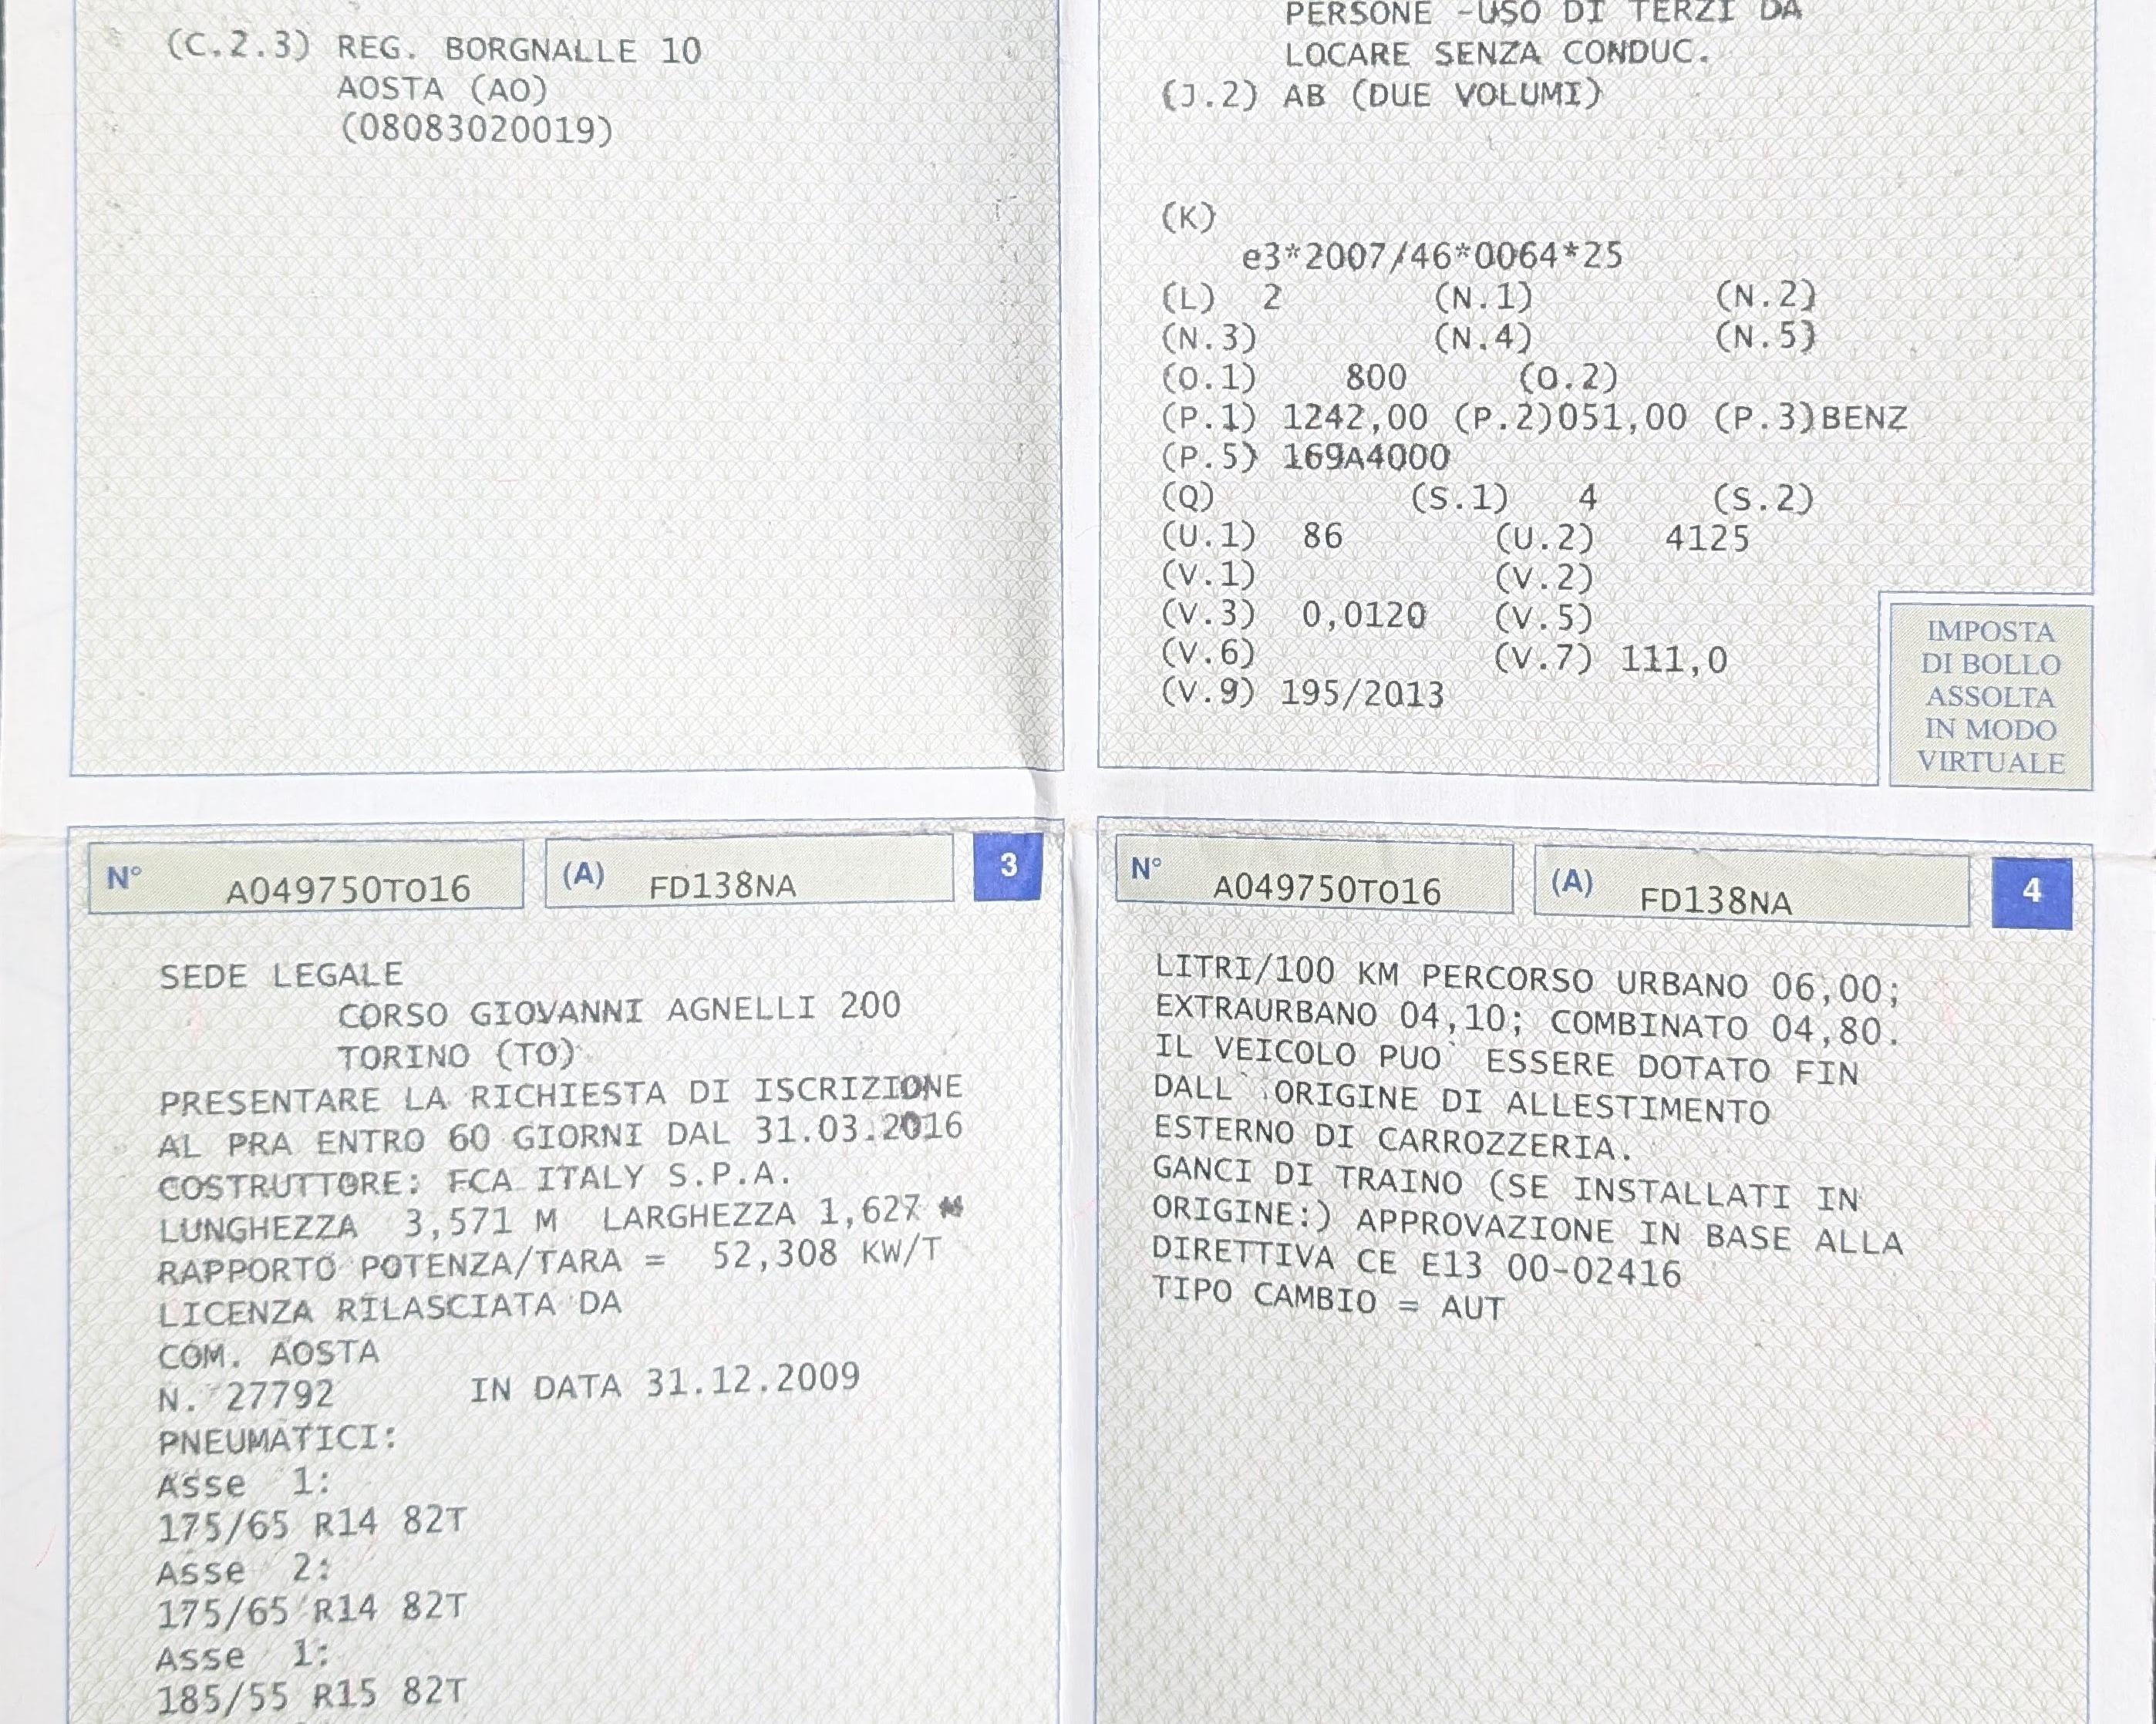 (C.2.3) REG. BORGNALLE 10
AOSTA (AO)
(08083020019)
PERSONE -USO DI TERZI DA
LOCARE SENZA CONDUC.
(J.2) AB (DUE VOLUMI)
(K)
e3*2007/46*0064*25
(L) 2 (N.1) (N.2)
(N.3) (N.4) (N.5)
(O.1) 800 (O.2)
(P.1) 1242,00 (P.2)051,00 (P.3)BENZ
(P.5) 169A4000
(Q) (S.1) 4 (S.2)
(U.1) 86 (U.2) 4125
(V.1) (V.2)
(V.3) 0,0120 (V.5)
(V.6) (V.7) 111,0
(V.9) 195/2013
IMPOSTA
DI BOLLO
ASSOLTA
IN MODO
VIRTUALE
N° A049750TO16 (A) FD138NA 3
SEDE LEGALE
CORSO GIOVANNI AGNELLI 200
TORINO (TO)
PRESENTARE LA RICHIESTA DI ISCRIZIONE
AL PRA ENTRO 60 GIORNI DAL 31.03.2016
COSTRUTTORE: FCA ITALY S.P.A.
LUNGHEZZA 3,571 M LARGHEZZA 1,627 M
RAPPORTO POTENZA/TARA = 52,308 KW/T
LICENZA RILASCIATA DA
COM. AOSTA
N. 27792 IN DATA 31.12.2009
PNEUMATICI:
Asse 1:
175/65 R14 82T
Asse 2:
175/65 R14 82T
Asse 1:
185/55 R15 82T
N° A049750TO16 (A) FD138NA 4
LITRI/100 KM PERCORSO URBANO 06,00;
EXTRAURBANO 04,10; COMBINATO 04,80.
IL VEICOLO PUO` ESSERE DOTATO FIN
DALL`ORIGINE DI ALLESTIMENTO
ESTERNO DI CARROZZERIA.
GANCI DI TRAINO (SE INSTALLATI IN
ORIGINE:) APPROVAZIONE IN BASE ALLA
DIRETTIVA CE E13 00-02416
TIPO CAMBIO = AUT